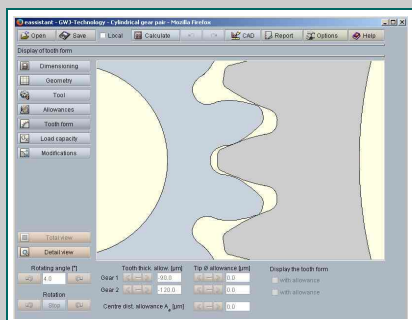 eassistant - GWJ-Technology - Cylindrical gear pair - Mozilla Firefox
Open Save Local Calculate CAD Report Options Help
Display of tooth form
Dimensioning
Geometry
Tool
Allowances
Tooth form
Load capacity
Modifications
Total view
Detail view
Rotating angle [°]
4.0
Rotation
Stop
Tooth thick. allow. [µm] Tip Ø allowance [µm]
Gear 1 -90.0 0.0
Gear 2 -120.0 0.0
Centre dist. allowance A [µm] 0.0
Display the tooth form
with allowance
with allowance